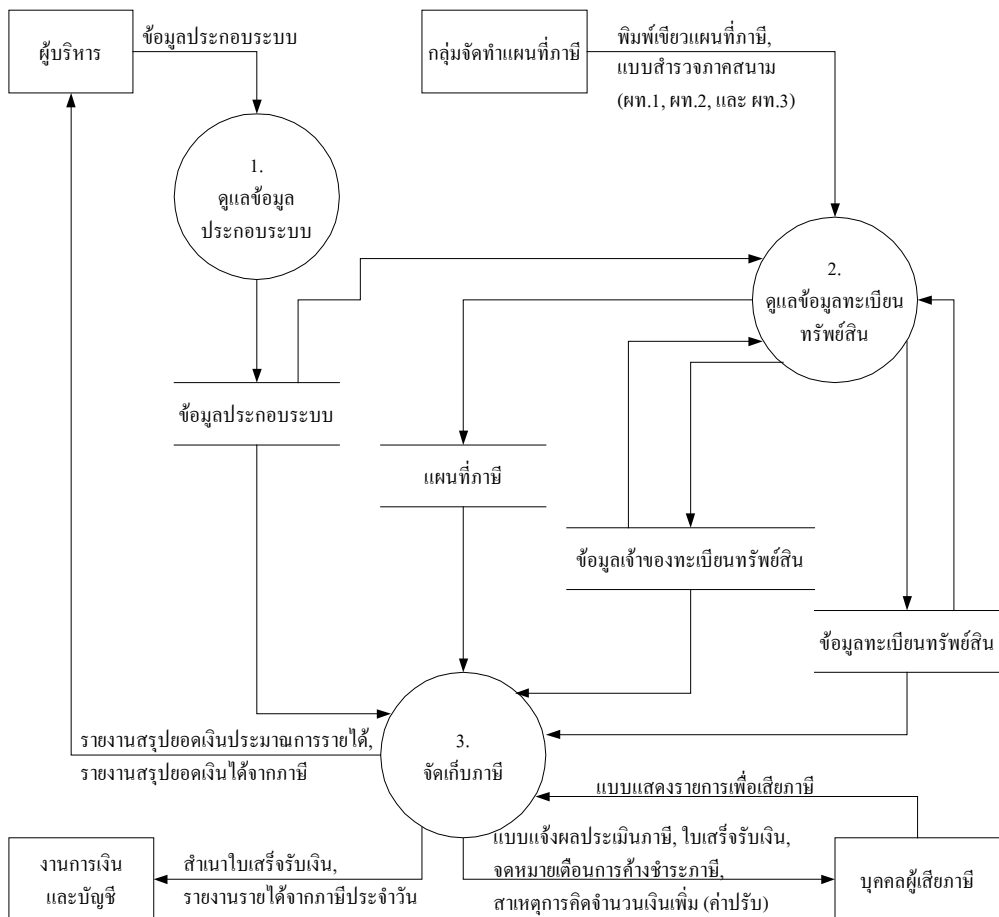 ผู้บริหาร
ข้อมูลประกอบระบบ
กลุ่มจัดทำแผนที่ภาษี
พิมพ์เขียวแผนที่ภาษี,
แบบสำรวจภาคสนาม
(ผท.1, ผท.2, และ ผท.3)
1.
ดูแลข้อมูล
ประกอบระบบ
2.
ดูแลข้อมูลทะเบียน
ทรัพย์สิน
ข้อมูลประกอบระบบ
แผนที่ภาษี
ข้อมูลเจ้าของทะเบียนทรัพย์สิน
ข้อมูลทะเบียนทรัพย์สิน
รายงานสรุปยอดเงินประมาณการรายได้,
รายงานสรุปยอดเงินได้จากภาษี
3.
จัดเก็บภาษี
แบบแสดงรายการเพื่อเสียภาษี
งานการเงิน
และบัญชี
สำเนาใบเสร็จรับเงิน,
รายงานรายได้จากภาษีประจำวัน
แบบแจ้งผลประเมินภาษี, ใบเสร็จรับเงิน,
จดหมายเตือนการค้างชำระภาษี,
สาเหตุการคิดจำนวนเงินเพิ่ม (ค่าปรับ)
บุคคลผู้เสียภาษี